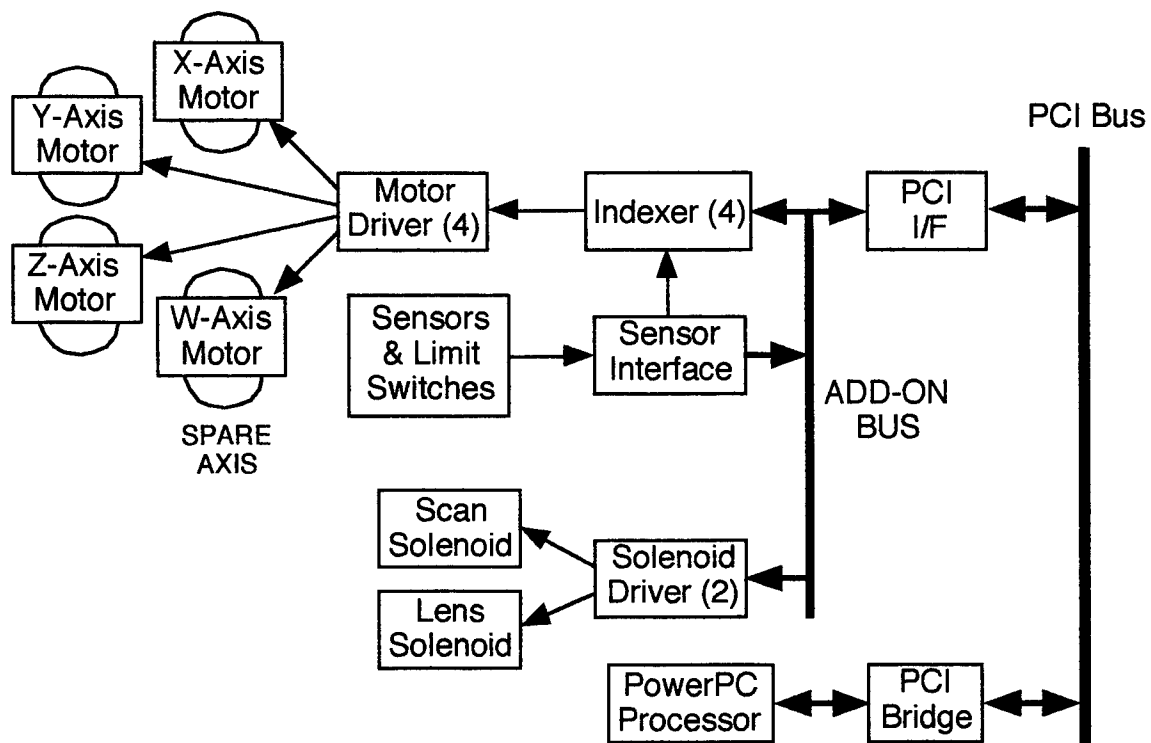 X-Axis
Motor
Y-Axis
Motor
PCI Bus
Motor
Driver (4)
Indexer (4)
PCI
I/F
Z-Axis
Motor
W-Axis
Motor
Sensors
& Limit
Switches
Sensor
Interface
ADD-ON
BUS
SPARE
AXIS
Scan
Solenoid
Solenoid
Driver (2)
Lens
Solenoid
PowerPC
Processor
PCI
Bridge